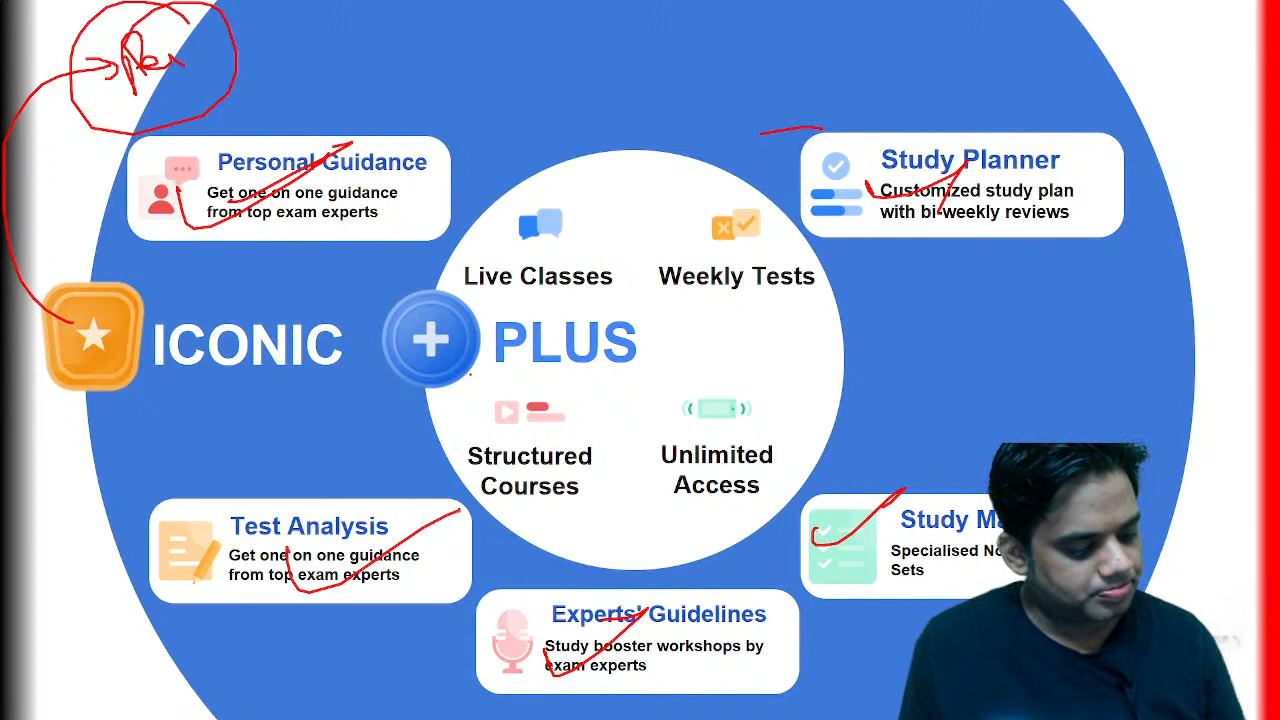 Personal Guidance
Get one on one guidance
from top exam experts
Study Planner
Customized study plan
with bi-weekly reviews
Live Classes
Weekly Tests
ICONIC
PLUS
Structured
Courses
Unlimited
Access
Test Analysis
Get one on one guidance
from top exam experts
Study
Specialised
Sets
Experts' Guidelines
Study booster workshops by
exam experts